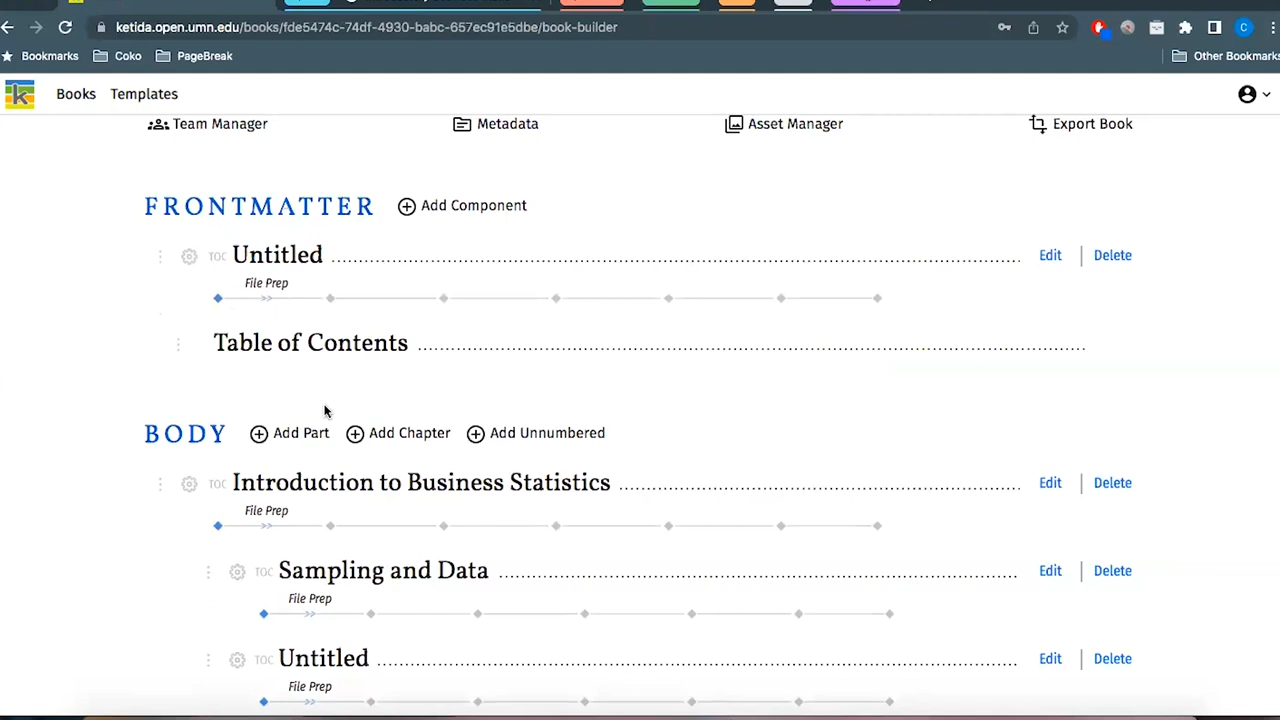 ketida.open.umn.edu/books/fde5474c-74df-4930-babc-657ec91e5dbe/book-builder
C
Bookmarks Coko PageBreak Other Bookmarks
k Books Templates
Team Manager Metadata Asset Manager Export Book
FRONTMATTER Add Component
TOC Untitled Edit | Delete
File Prep
Table of Contents
BODY Add Part Add Chapter Add Unnumbered
TOC Introduction to Business Statistics Edit | Delete
File Prep
TOC Sampling and Data Edit | Delete
File Prep
TOC Untitled Edit | Delete
File Prep